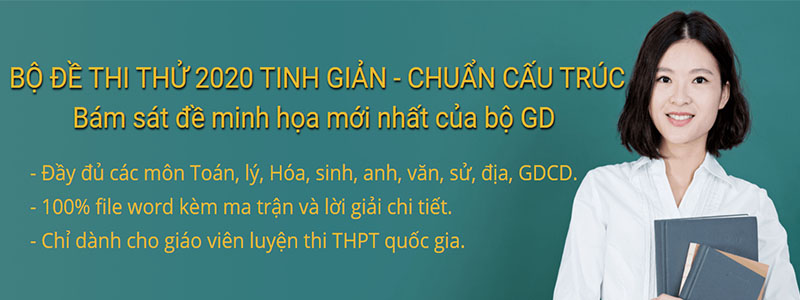 BỘ ĐỀ THI THỬ 2020 TINH GIẢN - CHUẨN CẤU TRÚC
Bám sát đề minh họa mới nhất của bộ GD
- Đầy đủ các môn Toán, lý, Hóa, sinh, anh, văn, sử, địa, GDCD.
- 100% file word kèm ma trận và lời giải chi tiết.
- Chỉ dành cho giáo viên luyện thi THPT quốc gia.